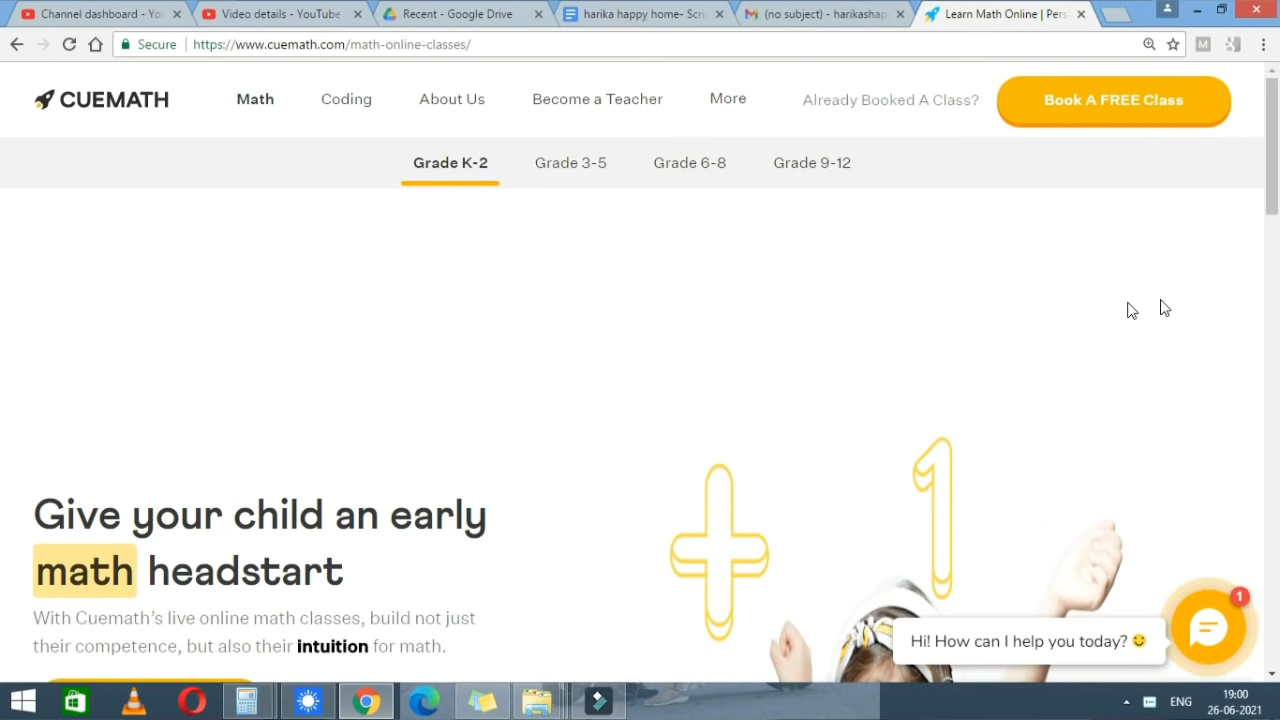 Channel dashboard - You
Video details - YouTube
Recent - Google Drive
harika happy home- Scri
(no subject) - harikashap
Learn Math Online | Pers
Secure
https://www.cuemath.com/math-online-classes/
M
CUEMATH
Math
Coding
About Us
Become a Teacher
More
Already Booked A Class?
Book A FREE Class
Grade K-2
Grade 3-5
Grade 6-8
Grade 9-12
+ 1
Give your child an early
math headstart
With Cuemath's live online math classes, build not just
their competence, but also their intuition for math.
Hi! How can I help you today?
1
ENG
19:00
26-06-2021